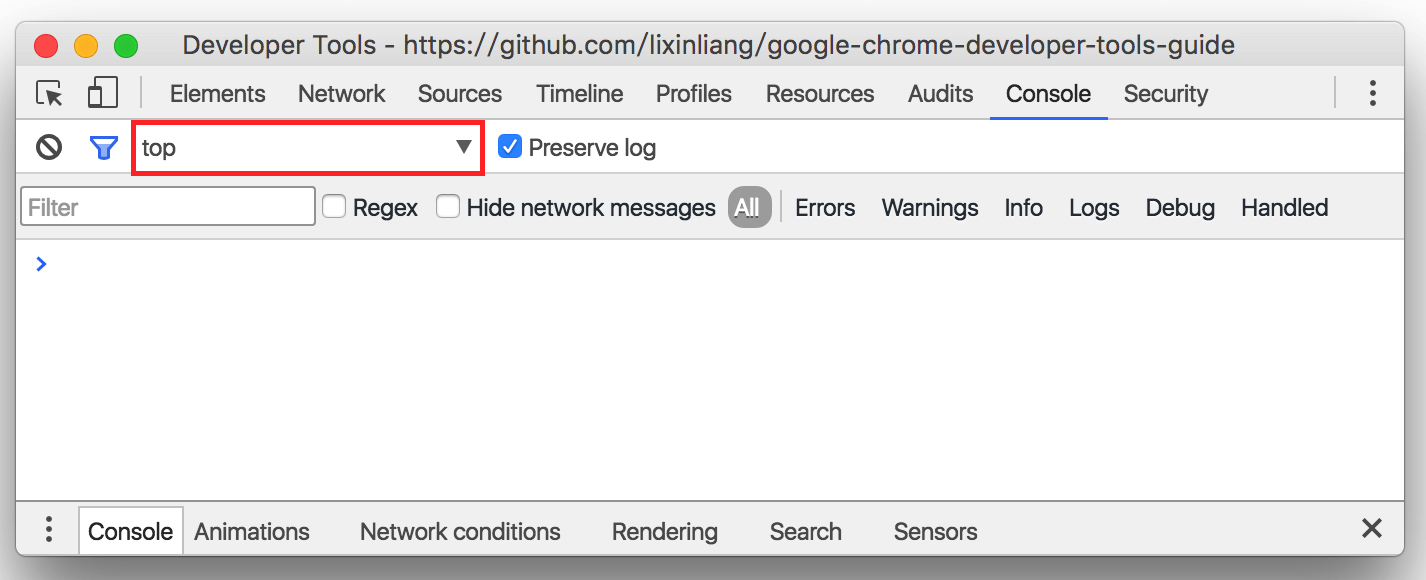 Developer Tools - https://github.com/lixinliang/google-chrome-developer-tools-guide
Elements Network Sources Timeline Profiles Resources Audits Console Security
top Preserve log
Filter Regex Hide network messages All Errors Warnings Info Logs Debug Handled
Console Animations Network conditions Rendering Search Sensors